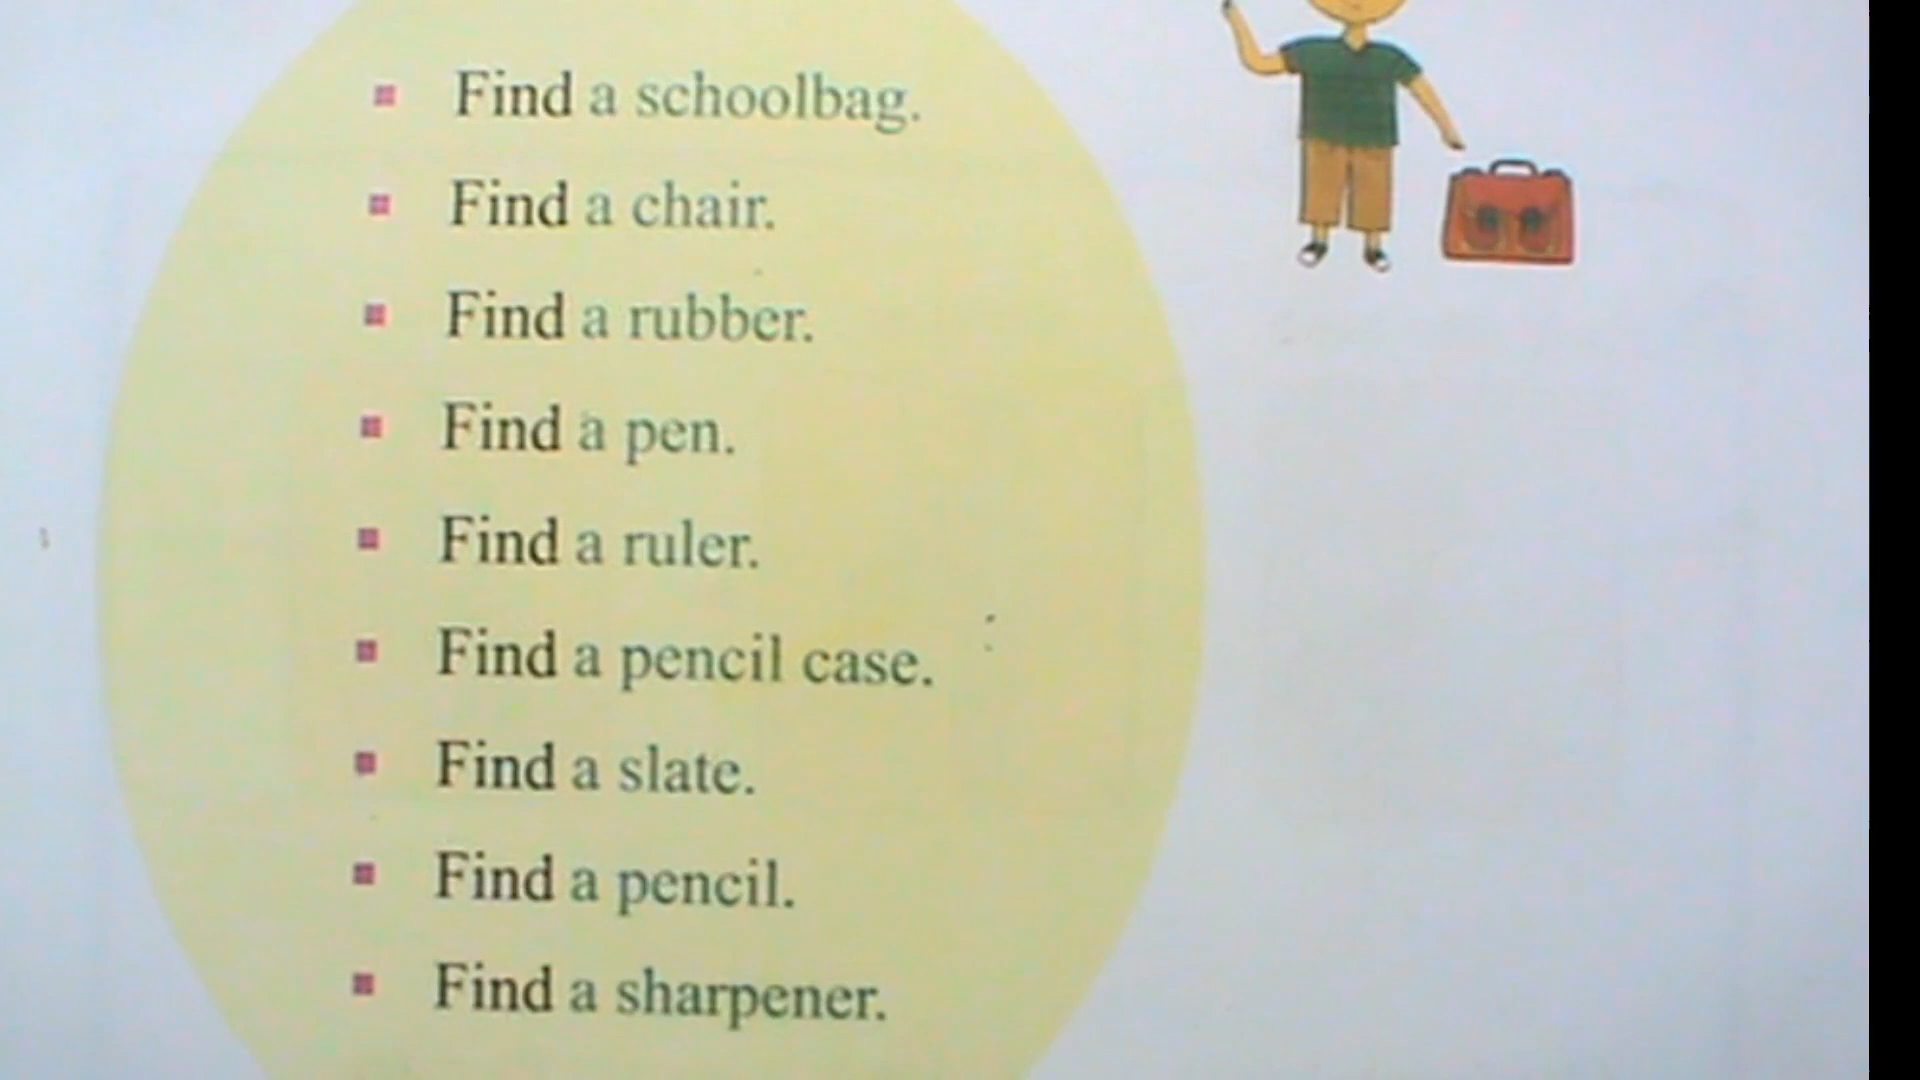 Find a schoolbag.
Find a chair.
Find a rubber.
Find a pen.
Find a ruler.
Find a pencil case.
Find a slate.
Find a pencil.
Find a sharpener.